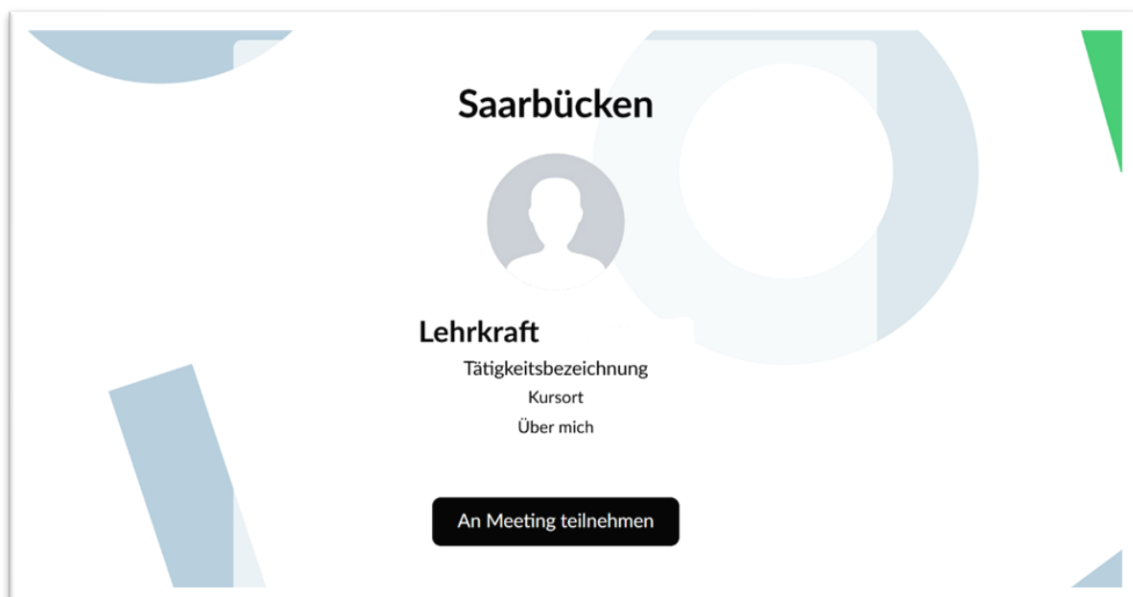 Saarbücken
Lehrkraft
Tätigkeitsbezeichnung
Kursort
Über mich
An Meeting teilnehmen